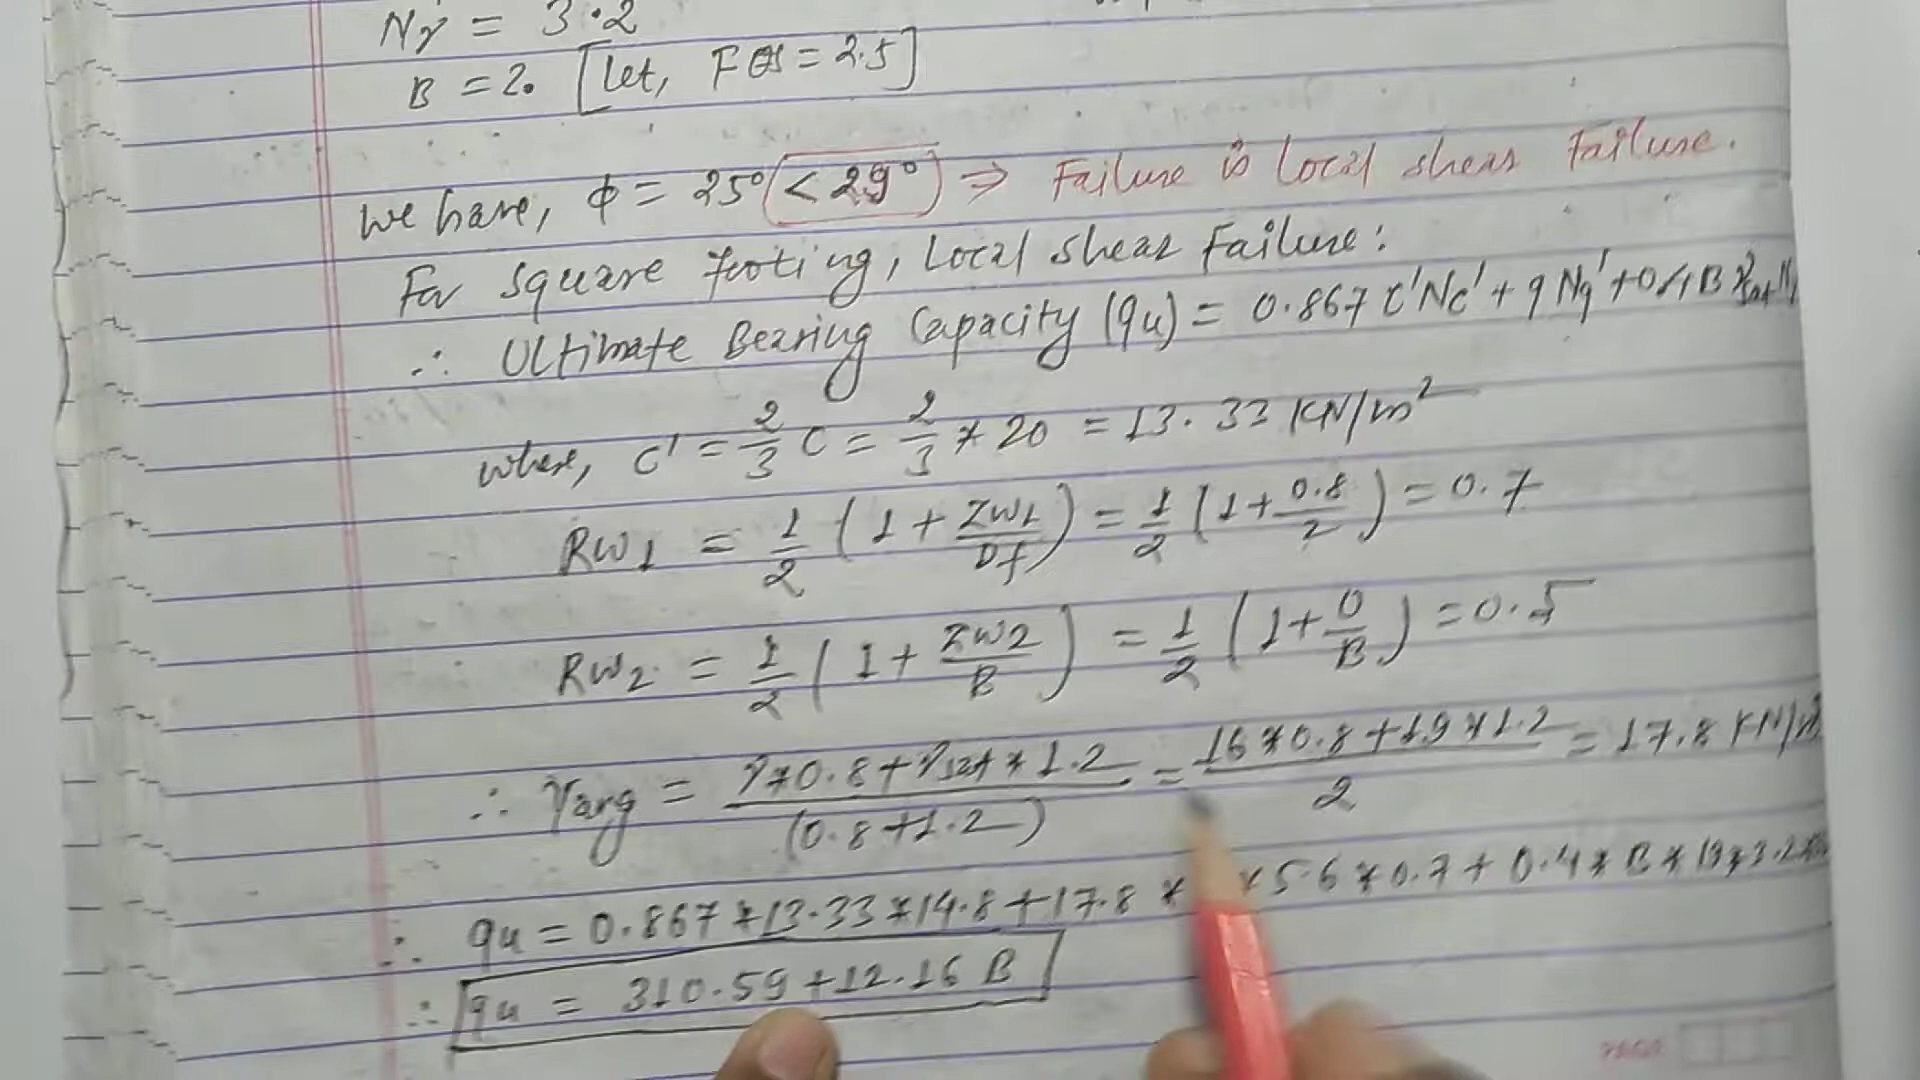 Nγ = 3.2
B = 2. [let, FOS = 2.5]
we have, φ = 25° < 29° ⇒ Failure is Local shear Failure.
For square footing, Local shear Failure:
∴ Ultimate Bearing Capacity (qu) = 0.867 C'Nc' + q Nq' + 0.4 B γsat N
where, c' = 2/3 C = 2/3 * 20 = 13.33 KN/m²
RW1 = 1/2 (1 + ZW1/Df) = 1/2 (1 + 0.8/2) = 0.7
RW2 = 1/2 (1 + ZW2/B) = 1/2 (1 + 0/B) = 0.5
∴ γavg = γ*0.8 + γsat * 1.2 / (0.8+1.2) = 16*0.8 + 19*1.2 / 2 = 17.8 KN/m³
∴ qu = 0.867 * 13.33 * 14.8 + 17.8 * * 5.6 * 0.7 + 0.4 * B * 19 * 3.2
∴ qu = 310.59 + 12.16 B